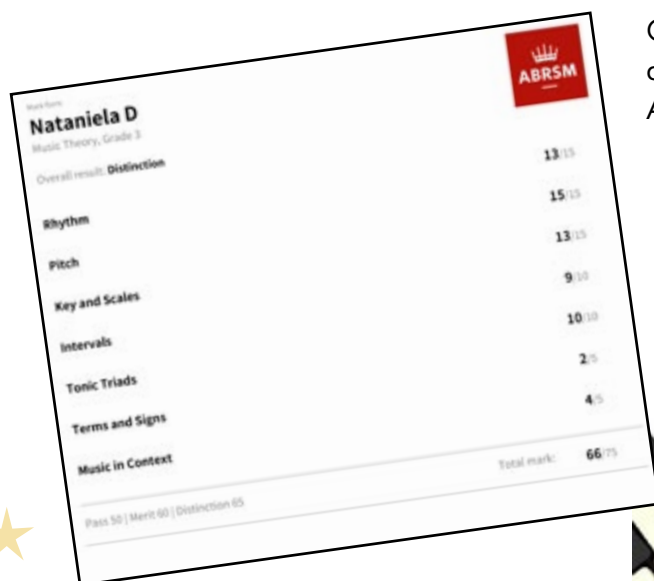 Mark form
Nataniela D
ABRSM
Music Theory, Grade 3
Overall result: Distinction
Rhythm 13/15
Pitch 15/15
Key and Scales 13/15
Intervals 9/10
Tonic Triads 10/10
Terms and Signs 2/5
Music in Context 4/5
Pass 50 | Merit 60 | Distinction 65 Total mark: 66/75